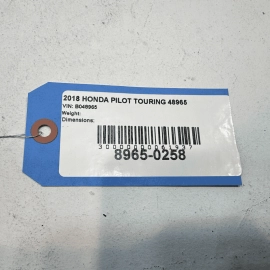 2018 HONDA PILOT TOURING 48965
VIN: B048965
Weight:
Dimensions:
8965-0258